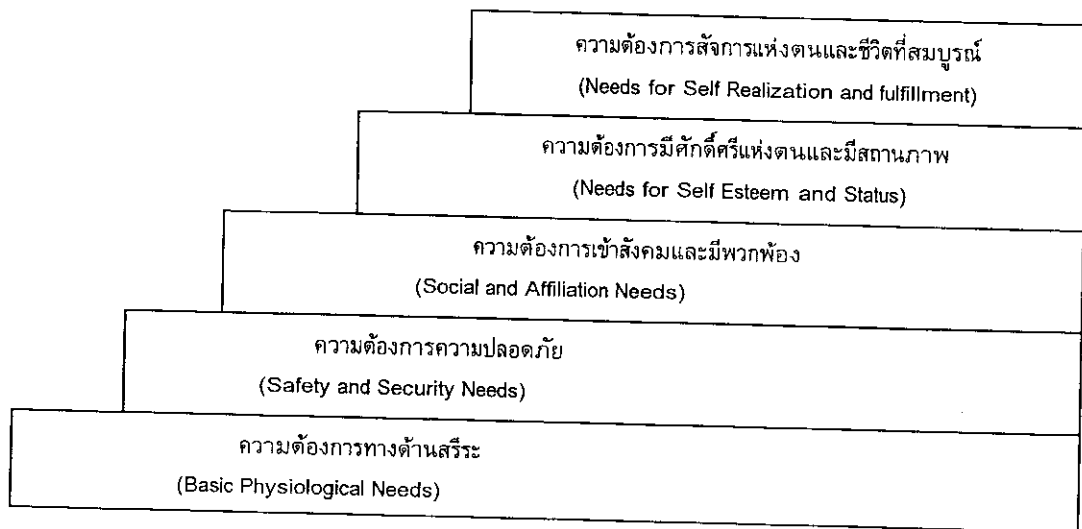 ความต้องการสัจการแห่งตนและชีวิตที่สมบูรณ์
(Needs for Self Realization and fulfillment)
ความต้องการมีศักดิ์ศรีแห่งตนและมีสถานภาพ
(Needs for Self Esteem and Status)
ความต้องการเข้าสังคมและมีพวกพ้อง
(Social and Affiliation Needs)
ความต้องการความปลอดภัย
(Safety and Security Needs)
ความต้องการทางด้านสรีระ
(Basic Physiological Needs)